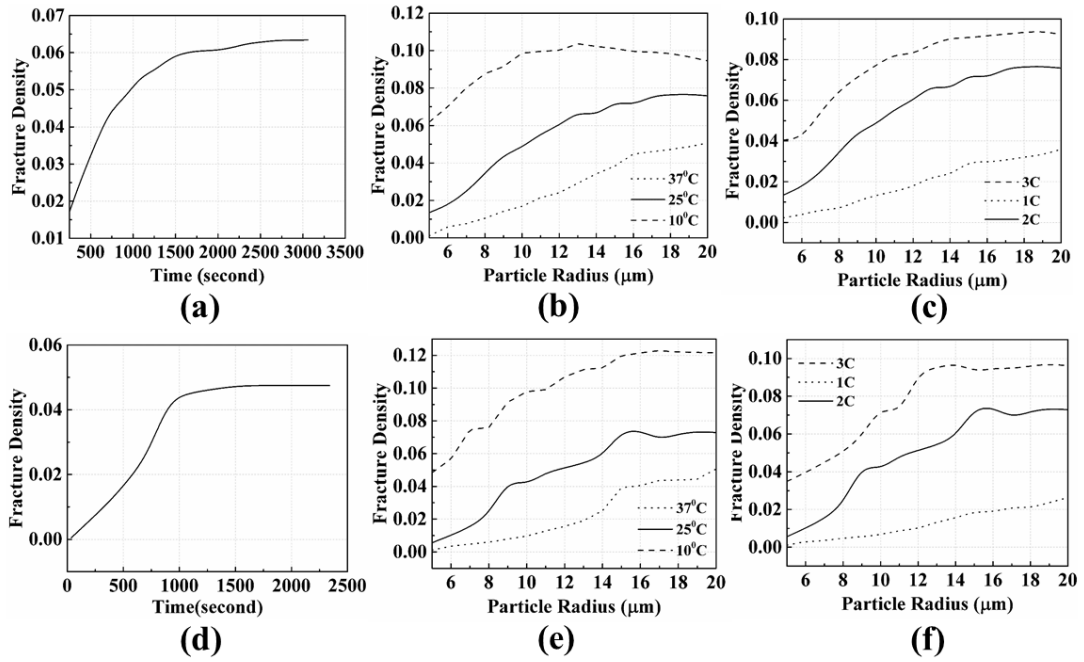 Fracture Density
0.07
0.06
0.05
0.04
0.03
0.02
0.01
500 1000 1500 2000 2500 3000 3500
Time (second)
(a)
Fracture Density
0.12
0.10
0.08
0.06
0.04
0.02
0.00
37⁰C
25⁰C
10⁰C
6 8 10 12 14 16 18 20
Particle Radius (μm)
(b)
Fracture Density
0.10
0.08
0.06
0.04
0.02
0.00
3C
1C
2C
6 8 10 12 14 16 18 20
Particle Radius (μm)
(c)
Fracture Density
0.06
0.04
0.02
0.00
0 500 1000 1500 2000 2500
Time(second)
(d)
Fracture Density
0.12
0.10
0.08
0.06
0.04
0.02
0.00
37⁰C
25⁰C
10⁰C
6 8 10 12 14 16 18 20
Particle Radius (μm)
(e)
Fracture Density
0.10
0.08
0.06
0.04
0.02
0.00
3C
1C
2C
6 8 10 12 14 16 18 20
Particle Radius (μm)
(f)